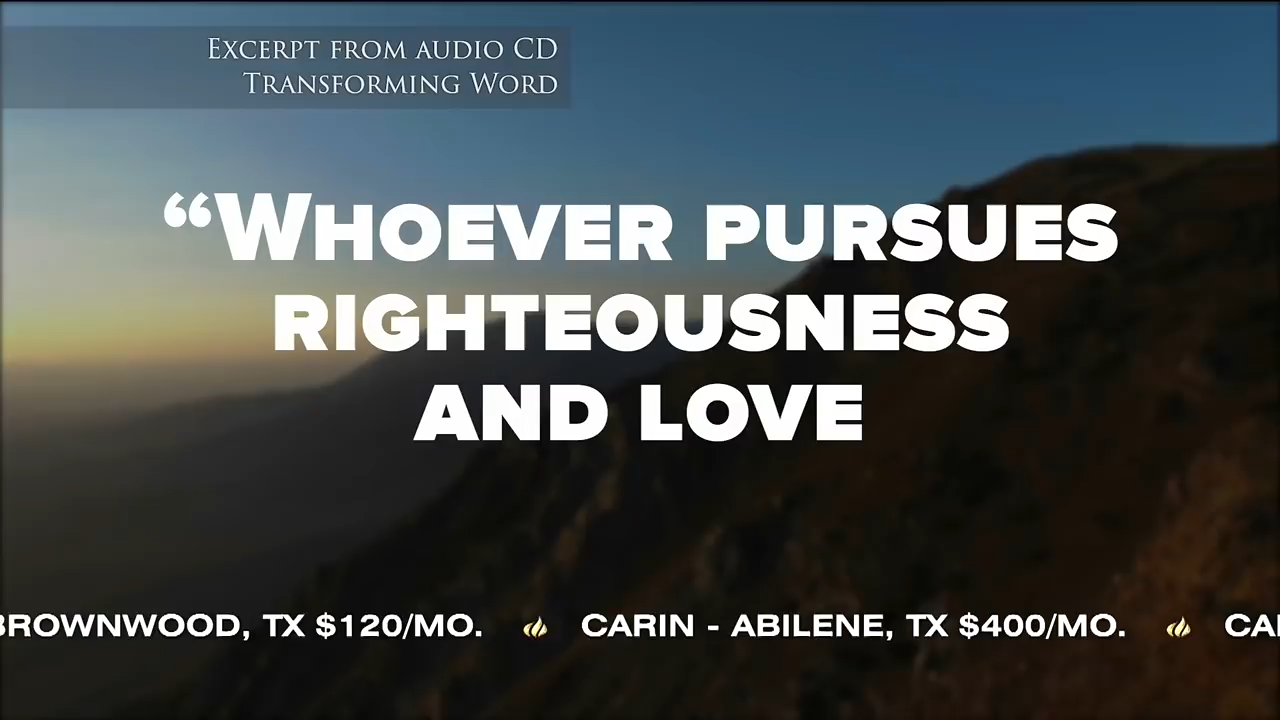 Excerpt from audio CD
Transforming Word
“Whoever pursues
righteousness
and love
BROWNWOOD, TX $120/MO. CARIN - ABILENE, TX $400/MO.